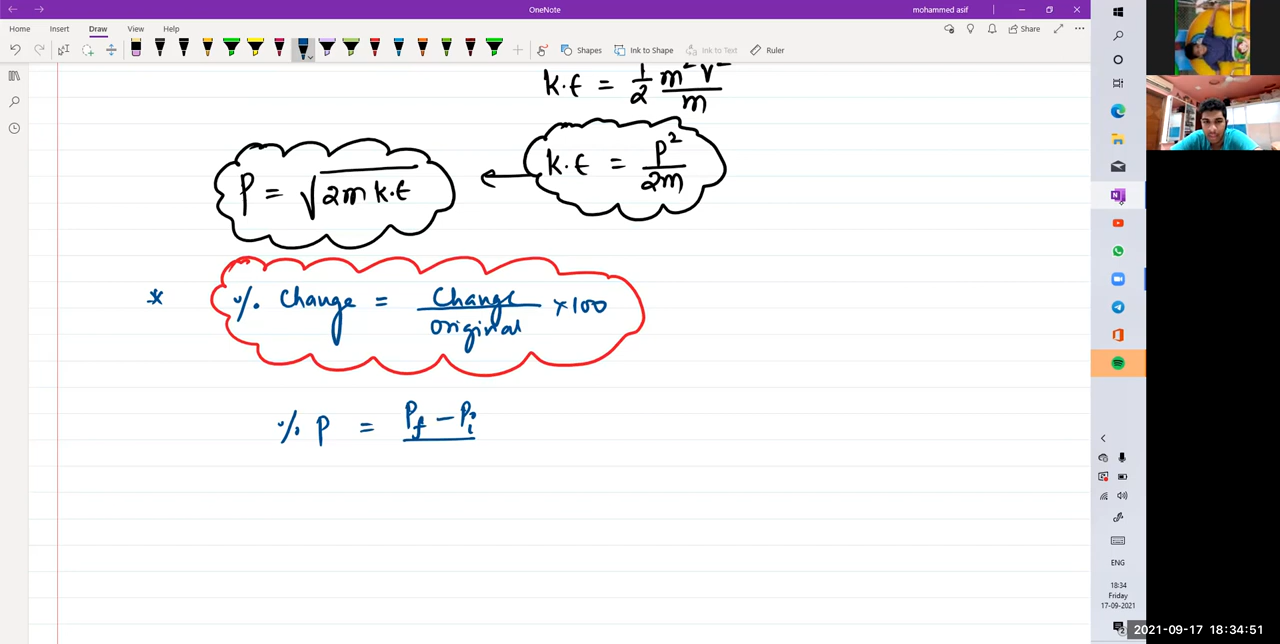 OneNote
mohammed asif
Home Insert Draw View Help
Share
Shapes Ink to Shape Ink to Text Ruler
k.E = 1/2 m²v²/m
k.E = P²/2m
P = √2m k.E
* % Change = Change/original × 100
% P = Pf - Pi
ENG
18:34
Friday
17-09-2021
2021-09-17 18:34:51